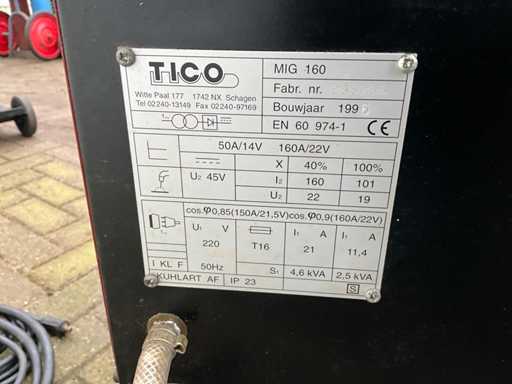 TICO
Witte Paal 177 1742 NX Schagen
Tel 02240-13149 Fax 02240-97169
MIG 160
Fabr. nr.
Bouwjaar 199
EN 60 974-1 CE
50A/14V 160A/22V
X 40% 100%
U2 45V I2 160 101
U2 22 19
cos.φ0,85(150A/21,5V)cos.φ0,9(160A/22V)
U1 V I1 A I1 A
220 T16 21 11,4
I KL F 50Hz S1 4,6 kVA 2,5 kVA
KUHLART AF IP 23 S